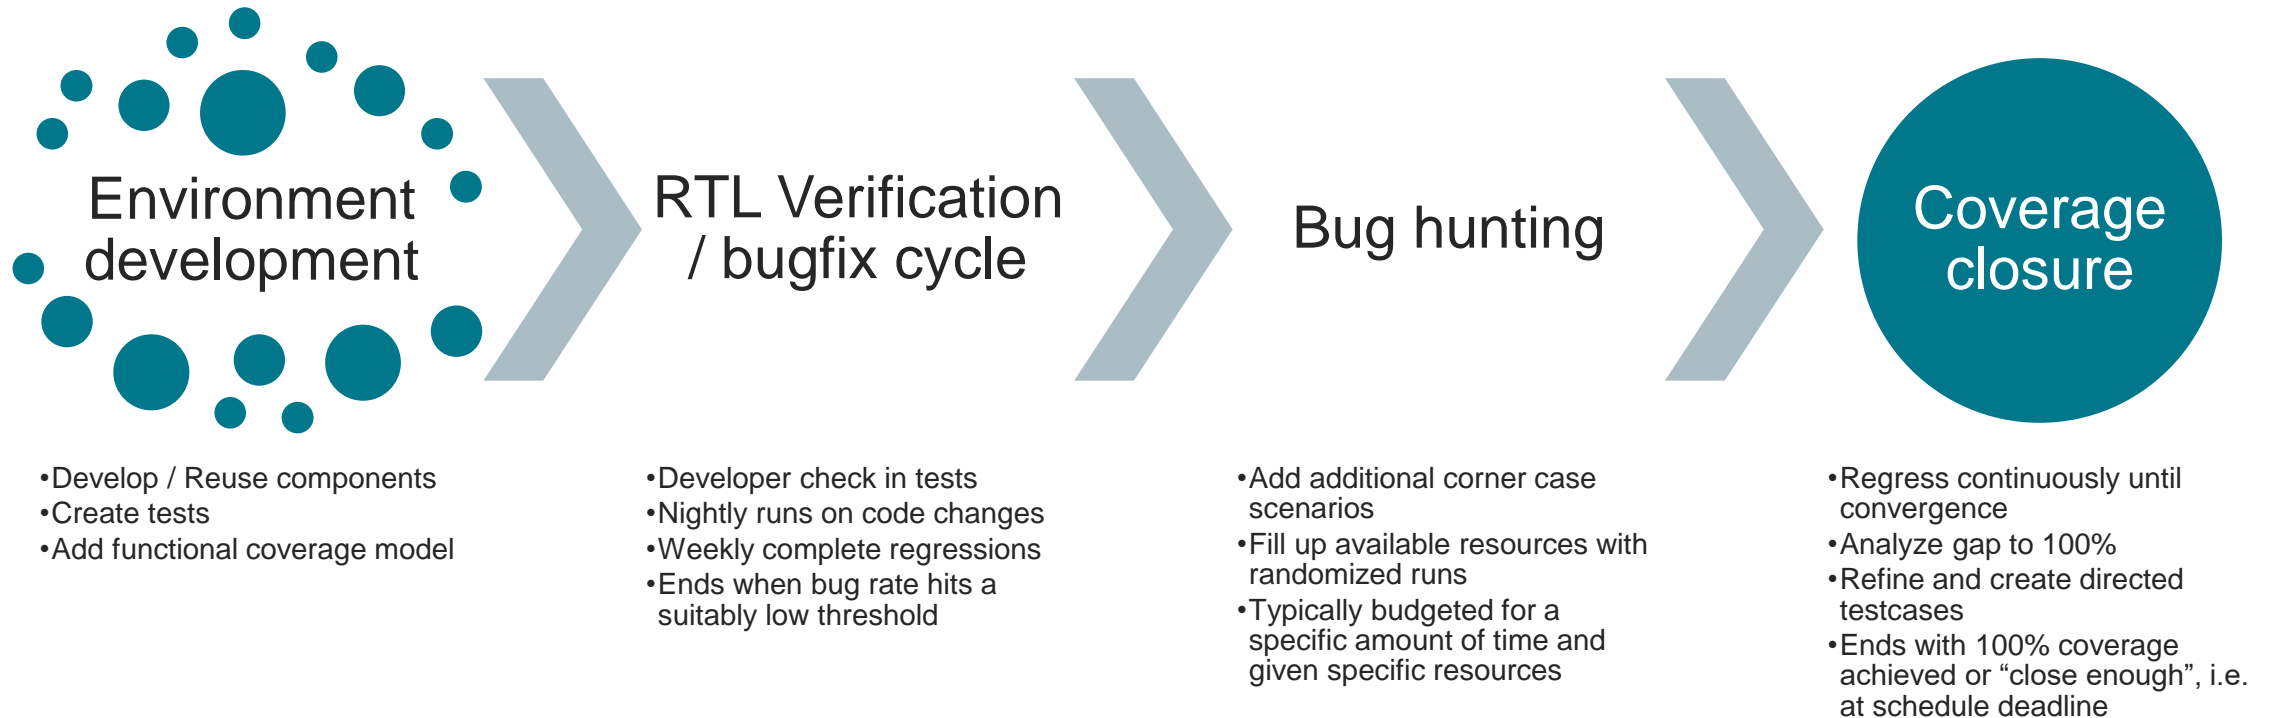 Environment
development
•Develop / Reuse components
•Create tests
•Add functional coverage model
RTL Verification
/ bugfix cycle
•Developer check in tests
•Nightly runs on code changes
•Weekly complete regressions
•Ends when bug rate hits a
suitably low threshold
Bug hunting
•Add additional corner case
scenarios
•Fill up available resources with
randomized runs
•Typically budgeted for a
specific amount of time and
given specific resources
Coverage
closure
•Regress continuously until
convergence
•Analyze gap to 100%
•Refine and create directed
testcases
•Ends with 100% coverage
achieved or “close enough”, i.e.
at schedule deadline